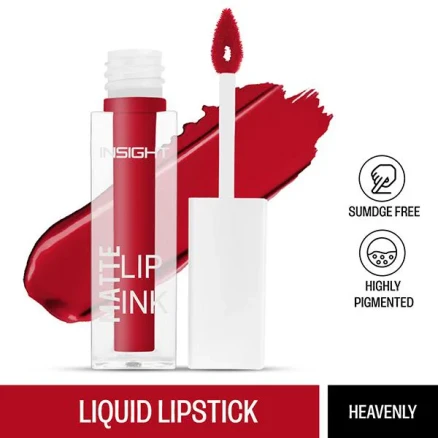 INSIGHT
MATTE
LIP
INK
SUMDGE FREE
HIGHLY
PIGMENTED
LIQUID LIPSTICK
HEAVENLY